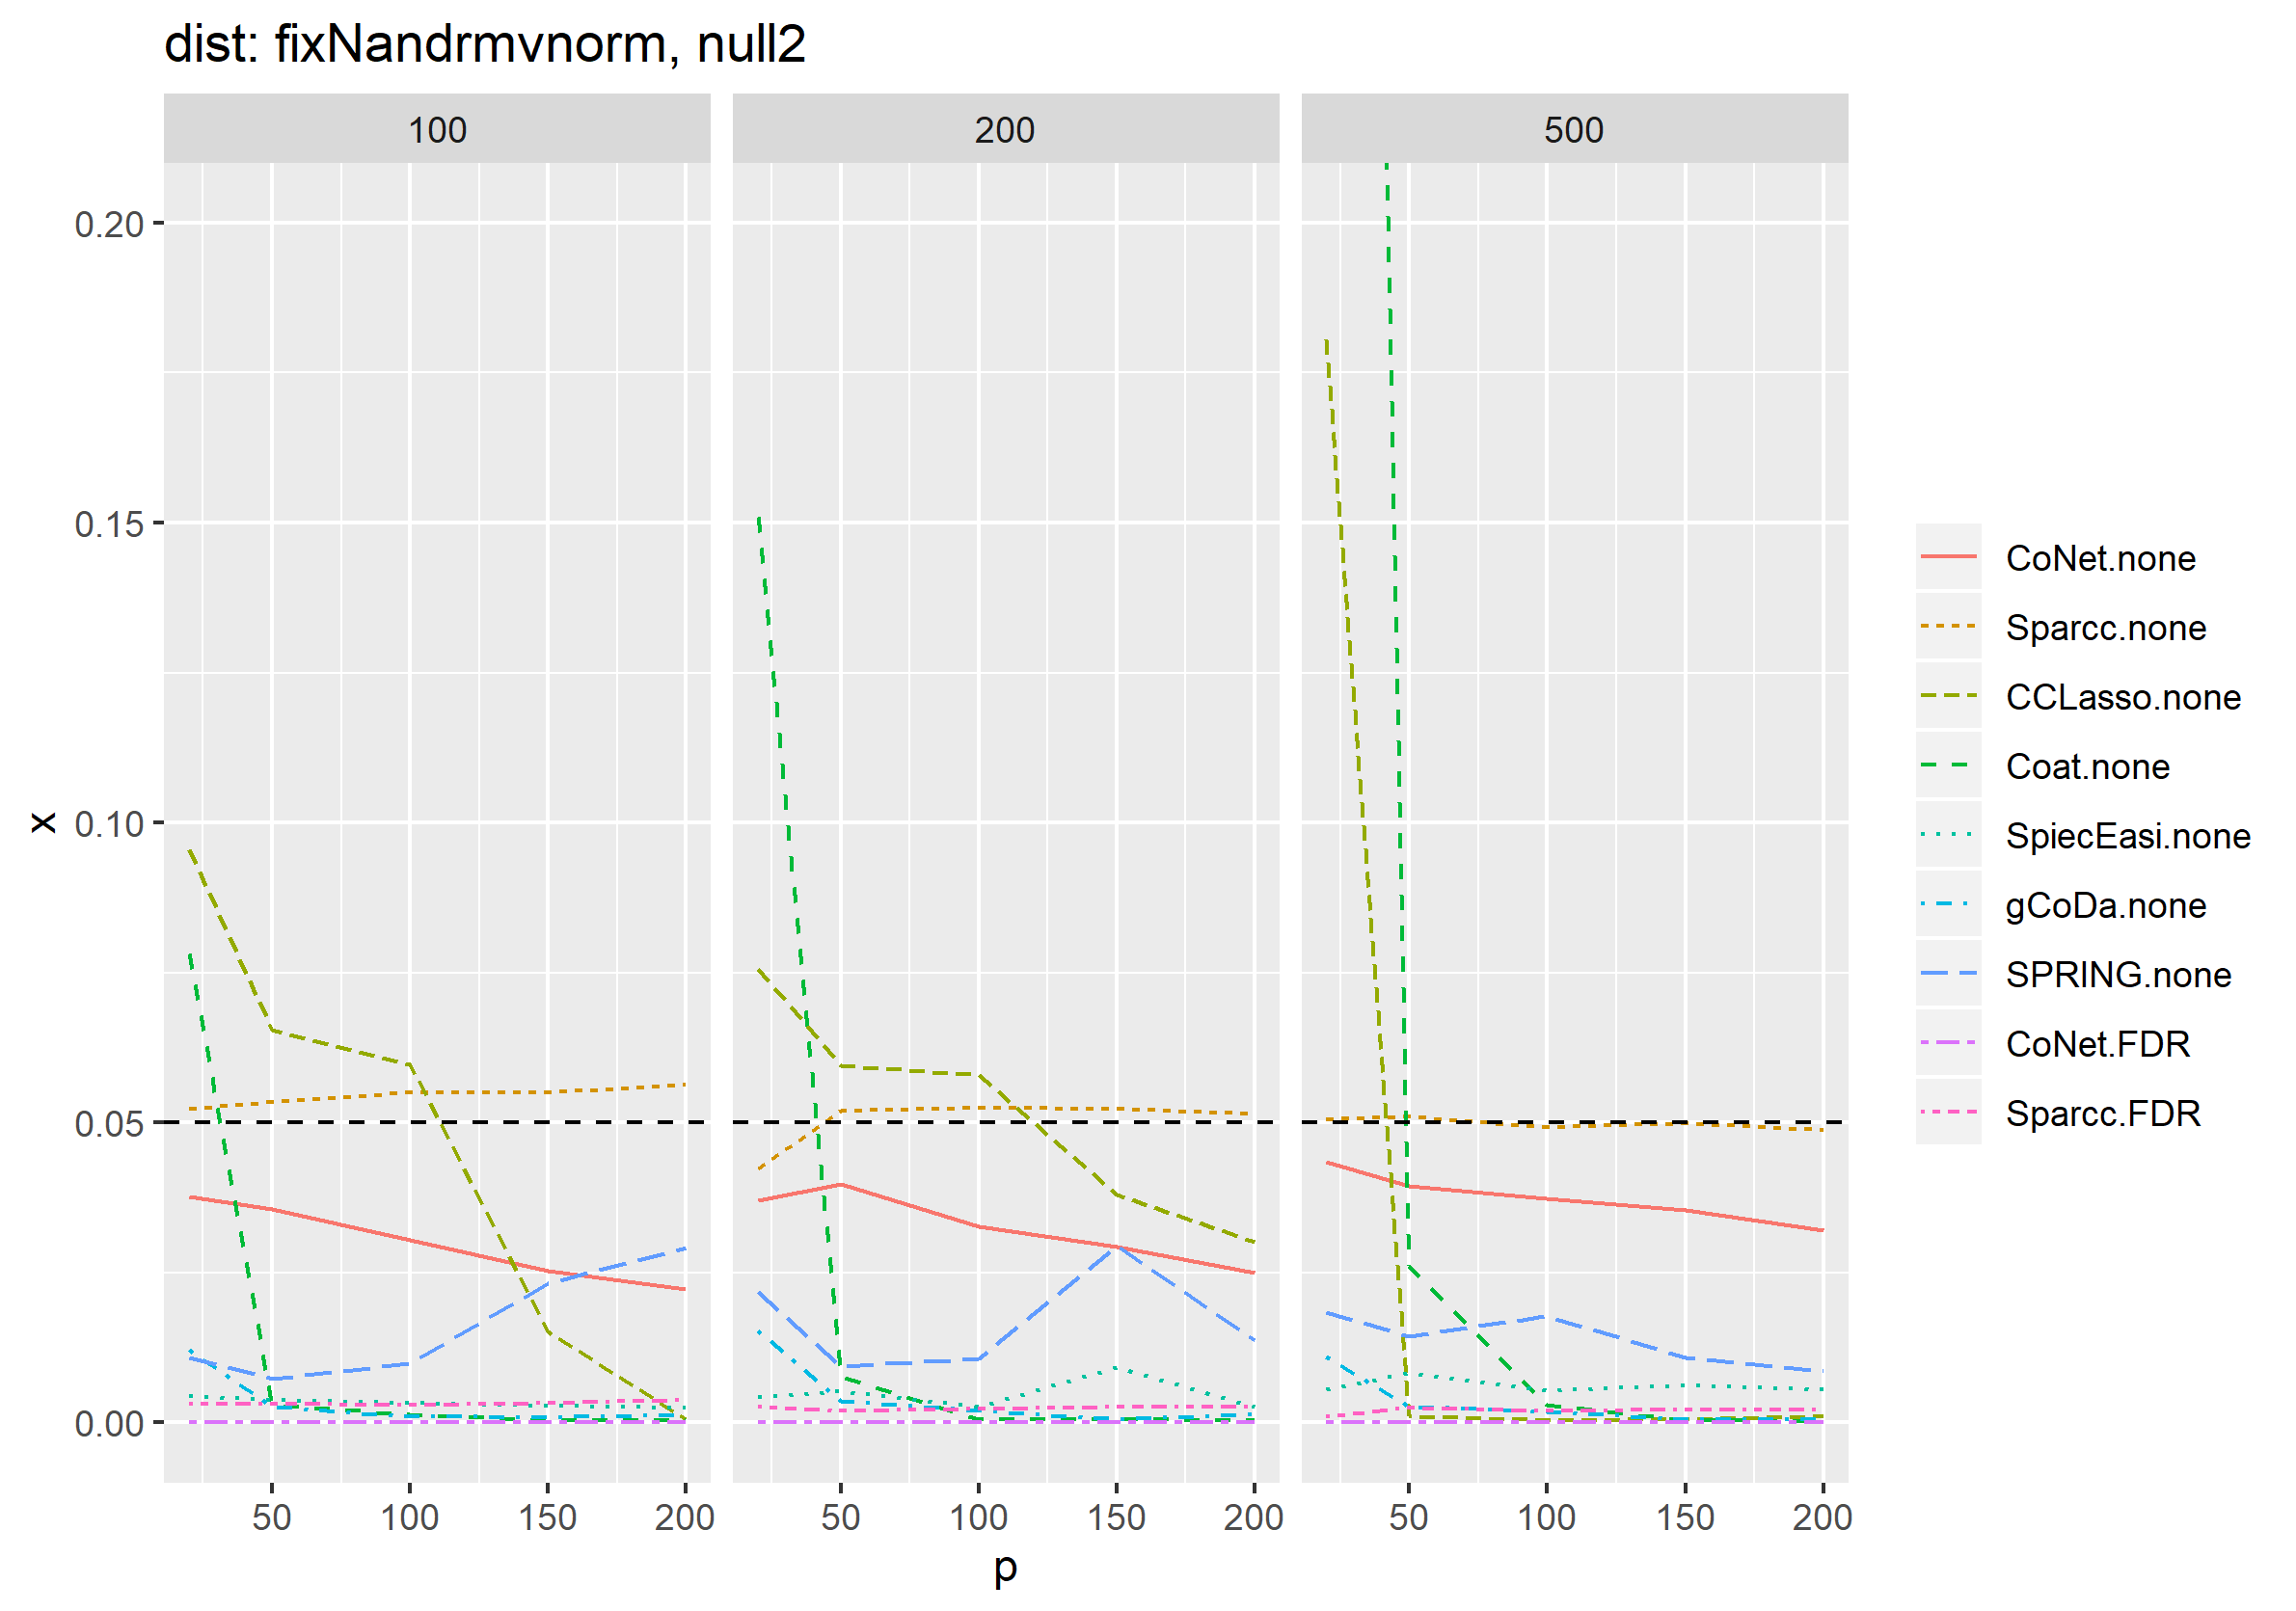 dist: fixNandrmvnorm, null2
100
200
500
0.20
0.15
0.10
0.05
0.00
x
50 100 150 200
50 100 150 200
50 100 150 200
p
CoNet.none
Sparcc.none
CCLasso.none
Coat.none
SpiecEasi.none
gCoDa.none
SPRING.none
CoNet.FDR
Sparcc.FDR